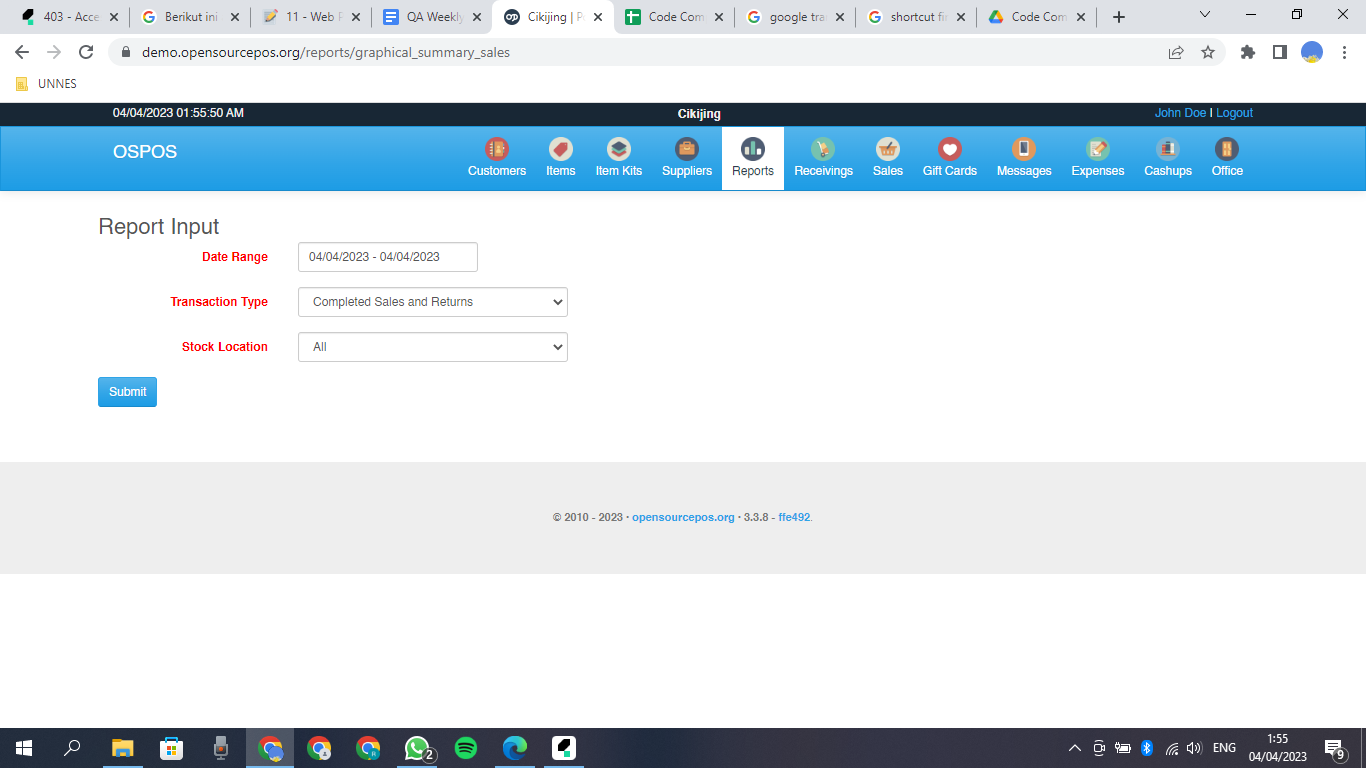 403 - Acce
Berikut ini
11 - Web P
QA Weekly
Cikijing | P
Code Com
google tra
shortcut fi
Code Com
demo.opensourcepos.org/reports/graphical_summary_sales
UNNES
04/04/2023 01:55:50 AM
Cikijing
John Doe | Logout
OSPOS
Customers
Items
Item Kits
Suppliers
Reports
Receivings
Sales
Gift Cards
Messages
Expenses
Cashups
Office
Report Input
Date Range
04/04/2023 - 04/04/2023
Transaction Type
Completed Sales and Returns
Stock Location
All
Submit
© 2010 - 2023 · opensourcepos.org · 3.3.8 - ffe492.
2
ENG
1:55
04/04/2023
9